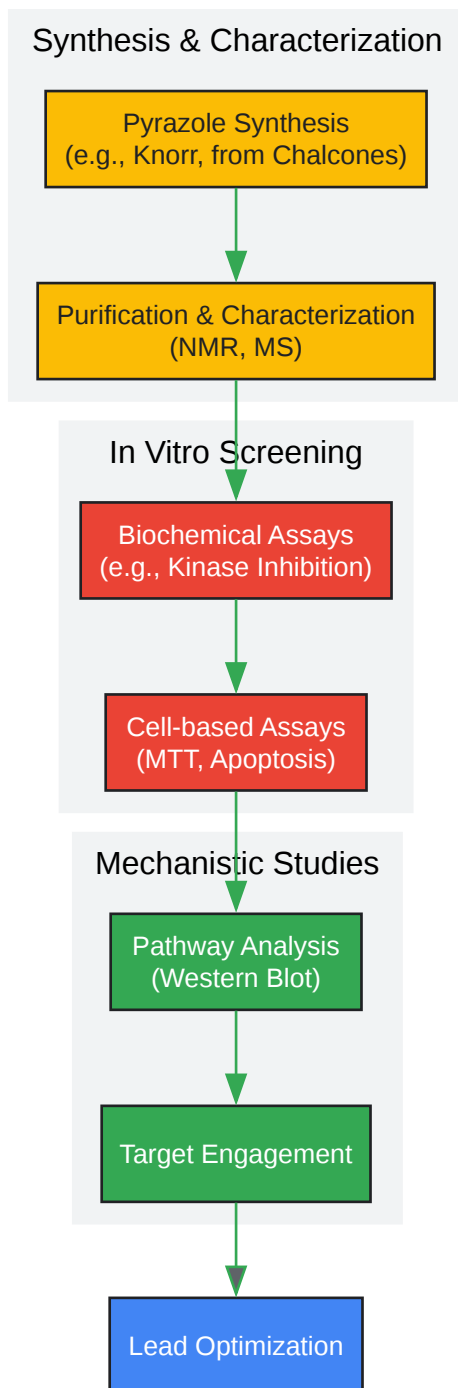 Synthesis & Characterization
Pyrazole Synthesis
(e.g., Knorr, from Chalcones)
Purification & Characterization
(NMR, MS)
In Vitro Screening
Biochemical Assays
(e.g., Kinase Inhibition)
Cell-based Assays
(MTT, Apoptosis)
Mechanistic Studies
Pathway Analysis
(Western Blot)
Target Engagement
Lead Optimization